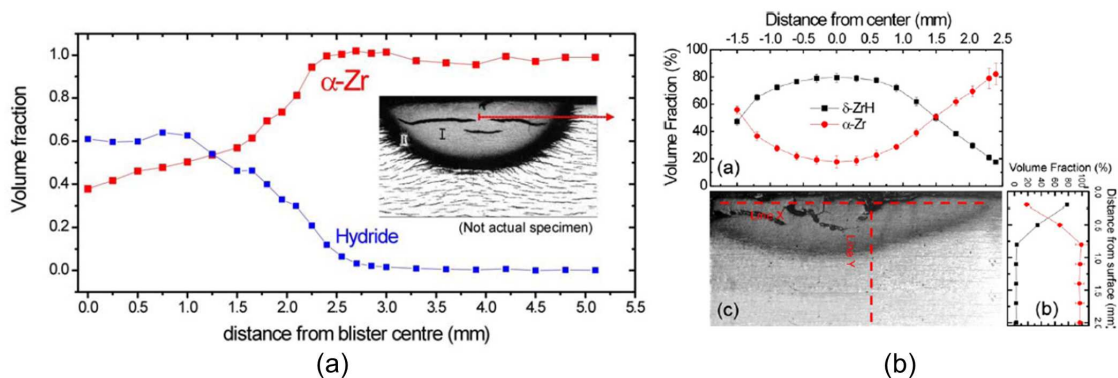 1.0
0.8
0.6
0.4
0.2
0.0
Volume fraction
α-Zr
Hydride
I
II
(Not actual specimen)
0.0 0.5 1.0 1.5 2.0 2.5 3.0 3.5 4.0 4.5 5.0 5.5
distance from blister centre (mm)
(a)
Distance from center (mm)
-1.5 -1.0 -0.5 0.0 0.5 1.0 1.5 2.0 2.5
100
80
60
40
20
0
Volume Fraction (%)
δ-ZrH
α-Zr
(a)
Line X
Line Y
(c)
Volume Fraction (%)
0 20 40 60 80 100
0.0
0.5
1.0
1.5
2.0
Distance from surface (mm)
(b)
(b)